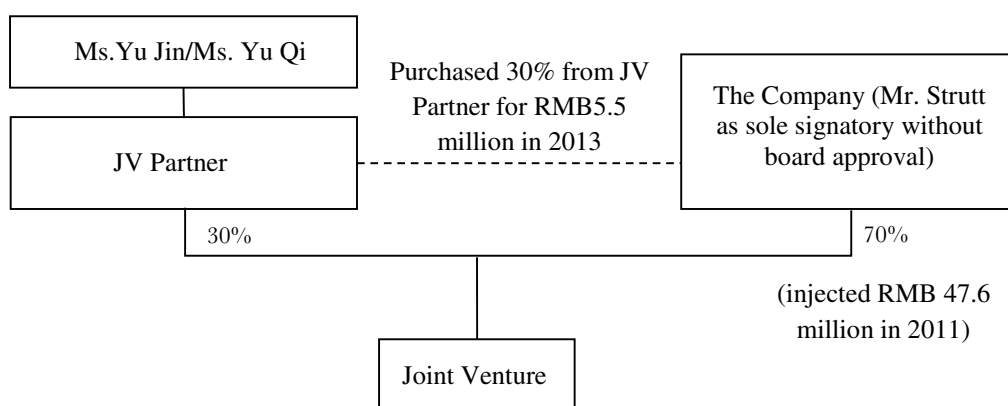 Ms.Yu Jin/Ms. Yu Qi
JV Partner
Purchased 30% from JV
Partner for RMB5.5
million in 2013
The Company (Mr. Strutt
as sole signatory without
board approval)
30%
70%
(injected RMB 47.6
million in 2011)
Joint Venture